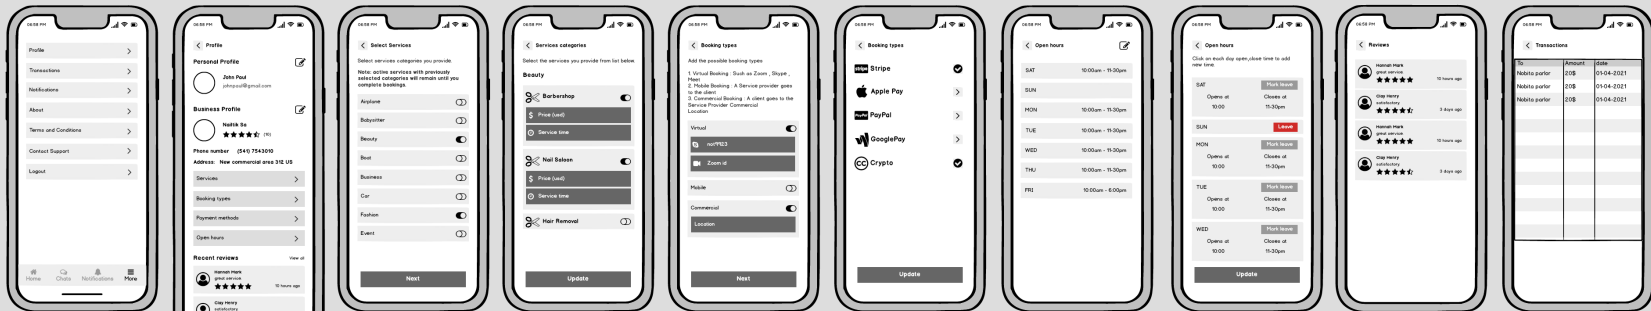 06:58 PM
Profile
Transactions
Notifications
About
Terms and Conditions
Contact Support
Logout
Home
Chats
Notifications
More
06:58 PM
Profile
Personal Profile
John Paul
johnpaul@gmail.com
Business Profile
Naitik Sa
(10)
Phone number (541) 7543010
Address: New commercial area 312 US
Services
Booking types
Payment methods
Open hours
Recent reviews
View all
Hannah Mark
great service
10 hours ago
Clay Henry
satisfactory
06:58 PM
Select Services
Select services categories you provide.
Note: active services with previously
selected categories will remain until you
complete bookings.
Airplane
Babysitter
Beauty
Boat
Business
Car
Fashion
Event
Next
06:58 PM
Services categories
Select the services you provide from list below.
Beauty
Barbershop
$ Price (usd)
Service time
Nail Saloon
$ Price (usd)
Service time
Hair Removal
Update
06:58 PM
Booking types
Add the possible booking types
1. Virtual Booking : Such as Zoom , Skype ,
Meet
2. Mobile Booking : A Service provider goes
to the client
3. Commercial Booking : A client goes to the
Service Provider Commercial
Location
Virtual
Zoom id
Mobile
Commercial
Location
Next
06:58 PM
Booking types
stripe Stripe
Apple Pay
PayPal PayPal
GooglePay
CC Crypto
Update
06:58 PM
Open hours
SAT 10:00am - 11-30pm
SUN
MON 10:00am - 11-30pm
TUE 10:00am - 11-30pm
WED 10:00am - 11-30pm
THU 10:00am - 11-30pm
FRI 10:00am - 6:00pm
06:58 PM
Open hours
Click on each day open,close time to add
new time.
SAT Mark leave
Opens at Closes at
10:00 11-30pm
SUN Leave
MON Mark leave
Opens at Closes at
10:00 11-30pm
TUE Mark leave
Opens at Closes at
10:00 11-30pm
WED Mark leave
Opens at Closes at
10:00 11-30pm
Update
06:58 PM
Reviews
Hannah Mark
great service
10 hours ago
Clay Henry
satisfactory
3 days ago
Hannah Mark
great service
10 hours ago
Clay Henry
satisfactory
3 days ago
06:58 PM
Transactions
To Amount date
Nobita parlor 20$ 01-04-2021
Nobita parlor 20$ 01-04-2021
Nobita parlor 20$ 01-04-2021